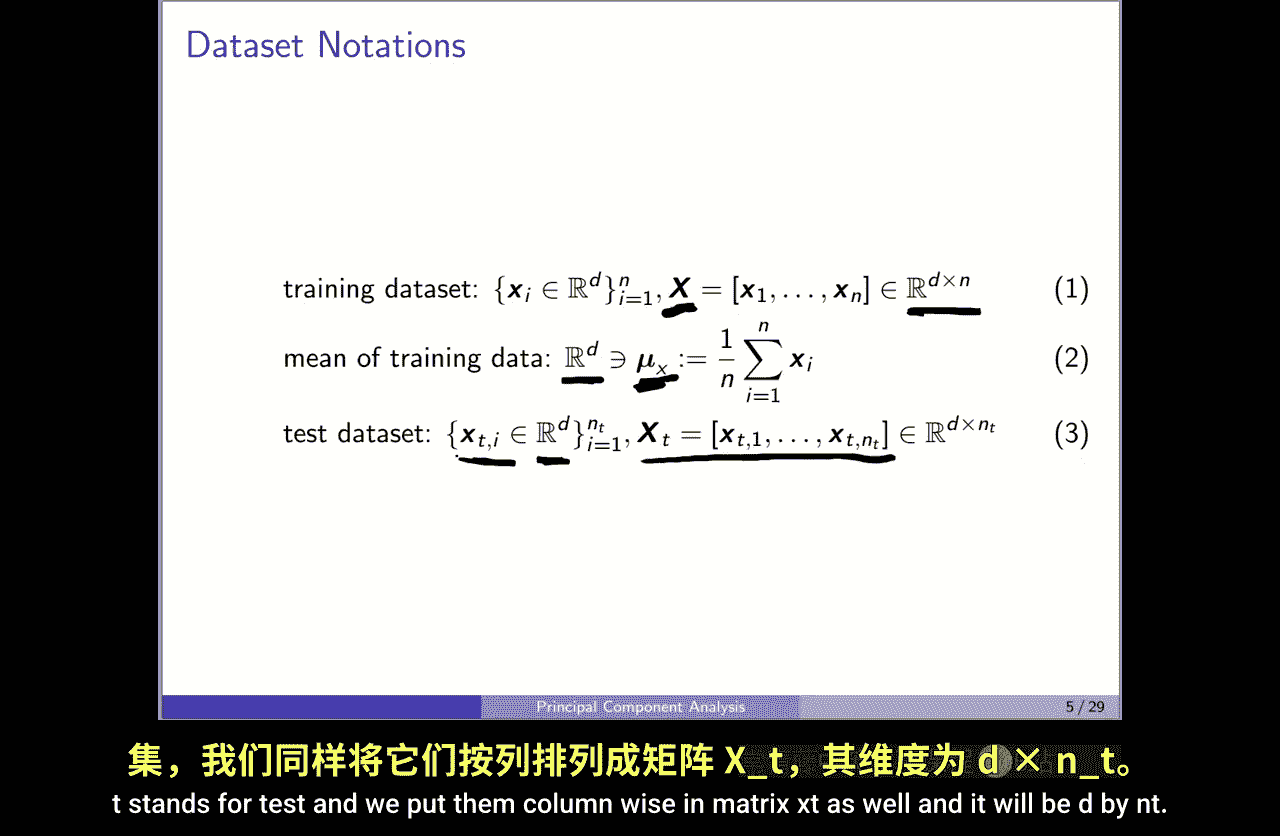 Dataset Notations
training dataset: {x_i ∈ ℝ^d}_{i=1}^n, X = [x_1, . . . , x_n] ∈ ℝ^{d×n} (1)
mean of training data: ℝ^d ∋ μ_x := 1/n ∑_{i=1}^n x_i (2)
test dataset: {x_{t,i} ∈ ℝ^d}_{i=1}^{n_t}, X_t = [x_{t,1}, . . . , x_{t,n_t}] ∈ ℝ^{d×n_t} (3)
Principal Component Analysis 5 / 29
集，我们同样将它们按列排列成矩阵 X_t，其维度为 d × n_t。
t stands for test and we put them column wise in matrix xt as well and it will be d by nt.